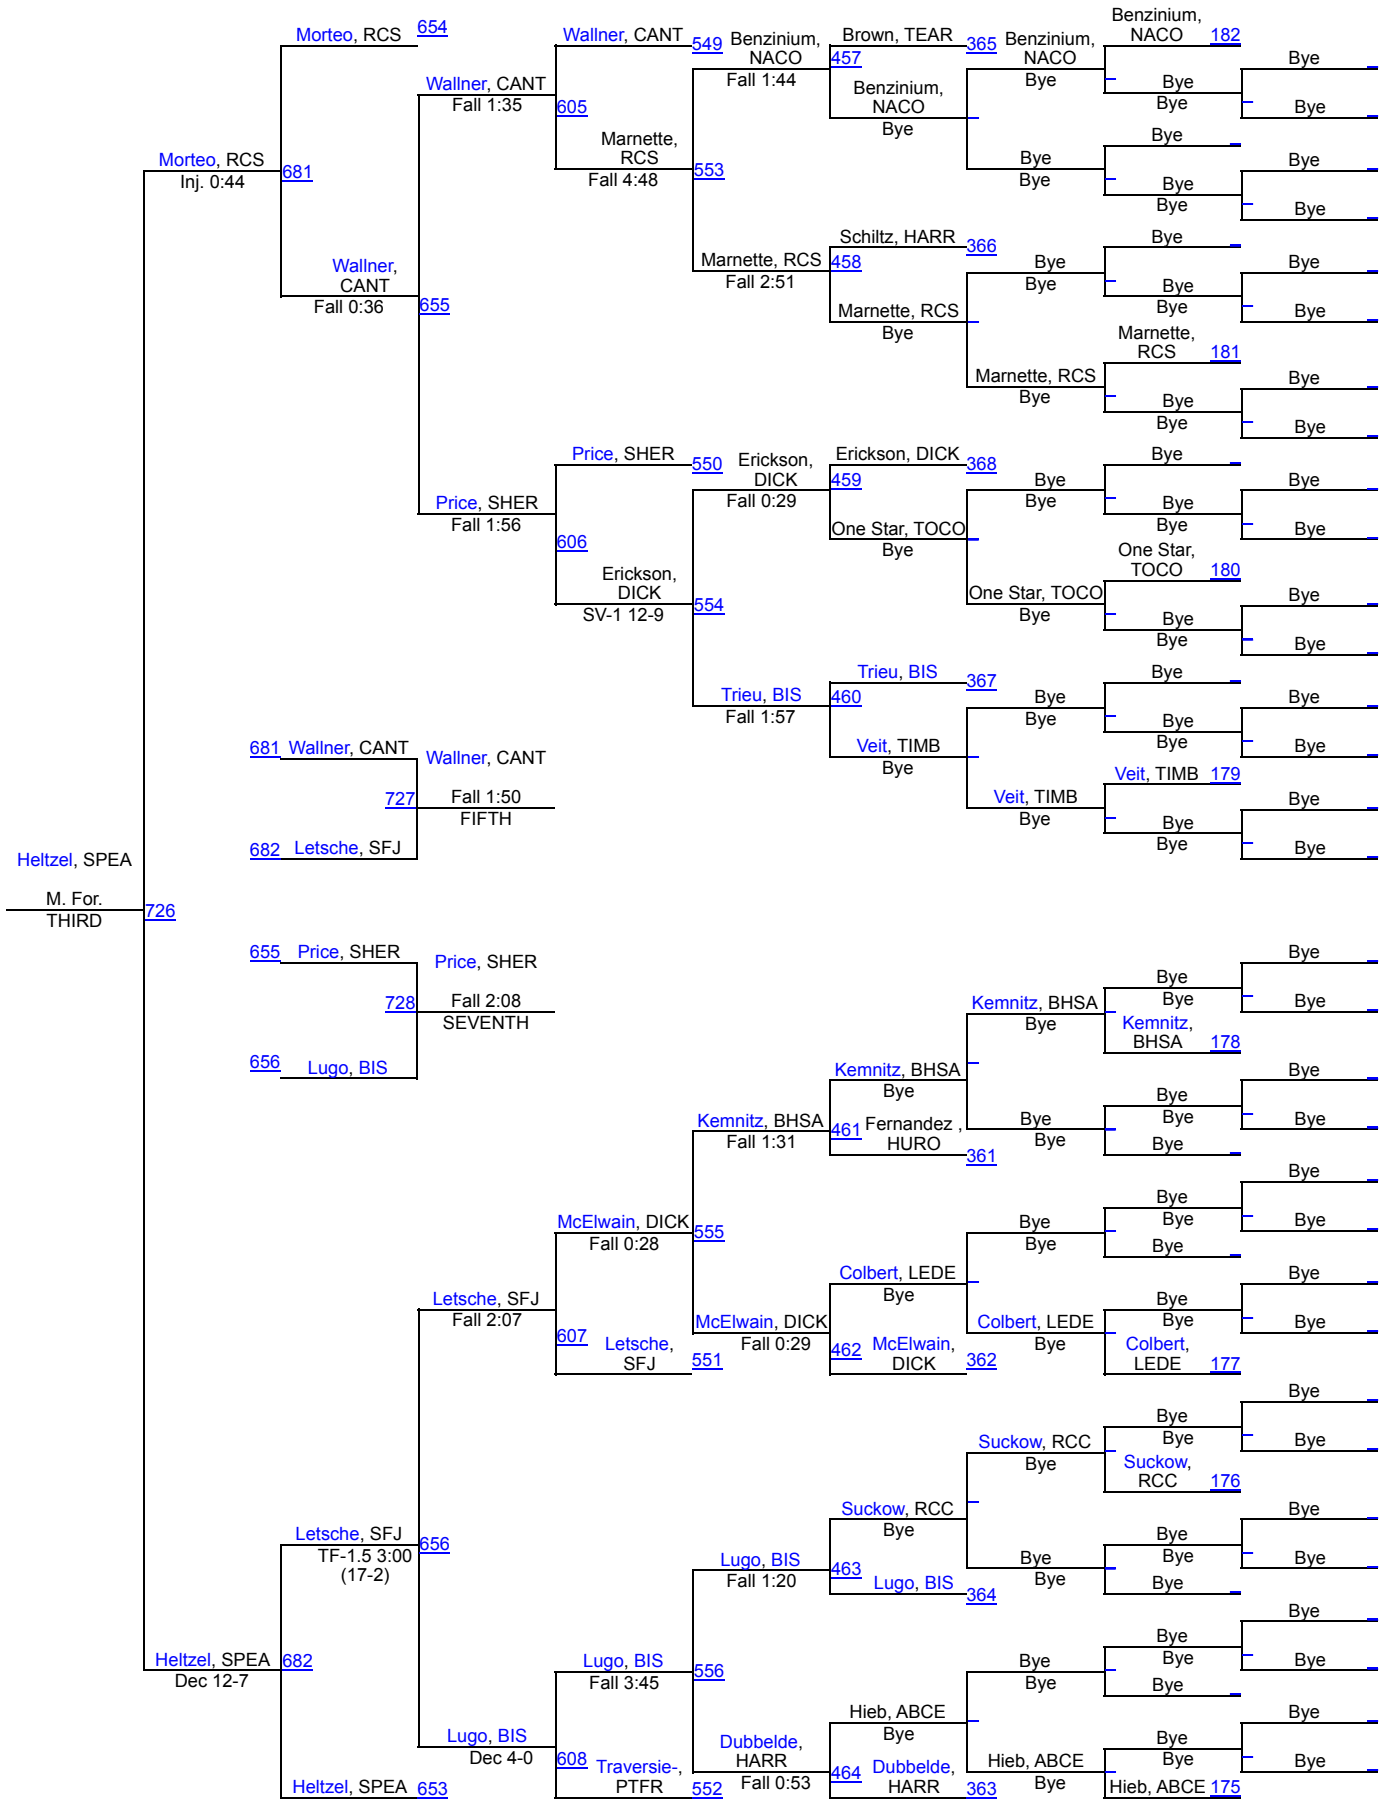 Morteo, RCS 654
Wallner, CANT 549
Benzinium,
NACO
Fall 1:44
Brown, TEAR 365
457
Benzinium,
NACO
Bye
Benzinium,
NACO
Bye
Benzinium,
NACO 182
Bye
Bye
Bye
Bye
Wallner, CANT
Fall 1:35
605
Marnette,
RCS
Fall 4:48
553
Bye
Bye
Bye
Bye
Bye
Bye
Bye
Morteo, RCS
Inj. 0:44
681
Wallner,
CANT
Fall 0:36
655
Marnette, RCS
Fall 2:51
Schiltz, HARR 366
458
Marnette, RCS
Bye
Bye
Bye
Bye
Bye
Bye
Bye
Bye
Marnette, RCS
Bye
Marnette,
RCS 181
Bye
Bye
Bye
Bye
Price, SHER 550
Erickson,
DICK
Fall 0:29
Erickson, DICK 368
459
One Star, TOCO
Bye
Bye
Bye
Bye
Bye
Bye
Bye
Bye
Price, SHER
Fall 1:56
606
Erickson,
DICK
SV-1 12-9
554
One Star, TOCO
Bye
One Star,
TOCO 180
Bye
Bye
Bye
Bye
Trieu, BIS
Fall 1:57
Trieu, BIS 367
460
Veit, TIMB
Bye
Bye
Bye
Bye
Bye
Bye
Bye
Bye
Veit, TIMB
Bye
Veit, TIMB 179
Bye
Bye
Bye
Bye
681 Wallner, CANT
Wallner, CANT
727
Fall 1:50
FIFTH
682 Letsche, SFJ
Heltzel, SPEA
M. For.
THIRD
726
655 Price, SHER
Price, SHER
728
Fall 2:08
SEVENTH
656 Lugo, BIS
Kemnitz, BHSA
Bye
Bye
Bye
Bye
Bye
Kemnitz,
BHSA 178
Kemnitz, BHSA
Bye
Kemnitz, BHSA
Fall 1:31
461 Fernandez ,
HURO
361
Bye
Bye
Bye
Bye
Bye
Bye
Bye
McElwain, DICK
Fall 0:28
555
Bye
Bye
Bye
Bye
Bye
Bye
Bye
Colbert, LEDE
Bye
Letsche, SFJ
Fall 2:07
607
Letsche,
SFJ 551
McElwain, DICK
Fall 0:29
462 McElwain,
DICK 362
Colbert, LEDE
Bye
Bye
Bye
Bye
Bye
Colbert,
LEDE 177
Suckow, RCC
Bye
Bye
Bye
Bye
Bye
Suckow,
RCC 176
Suckow, RCC
Bye
Letsche, SFJ
TF-1.5 3:00
(17-2)
656
Lugo, BIS
Fall 1:20
463
Lugo, BIS 364
Bye
Bye
Bye
Bye
Bye
Bye
Bye
Heltzel, SPEA
Dec 12-7
682
Lugo, BIS
Fall 3:45
556
Bye
Bye
Bye
Bye
Bye
Bye
Bye
Hieb, ABCE
Bye
Lugo, BIS
Dec 4-0
608 Traversie-,
PTFR 552
Dubbelde,
HARR
Fall 0:53
464 Dubbelde,
HARR 363
Hieb, ABCE
Bye
Bye
Bye
Bye
Bye
Hieb, ABCE 175
Heltzel, SPEA 653